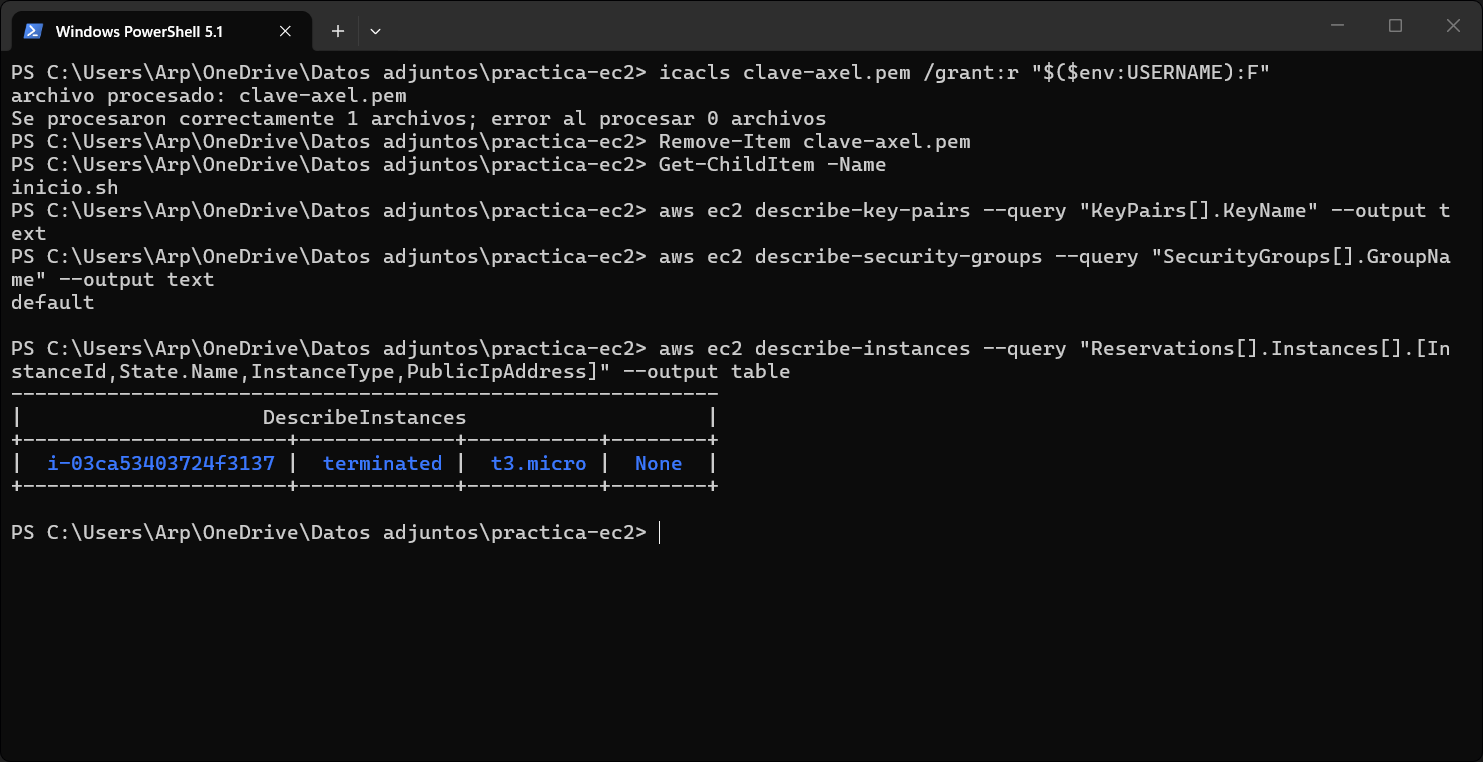 Windows PowerShell 5.1
PS C:\Users\Arp\OneDrive\Datos adjuntos\practica-ec2> icacls clave-axel.pem /grant:r "$($env:USERNAME):F"
archivo procesado: clave-axel.pem
Se procesaron correctamente 1 archivos; error al procesar 0 archivos
PS C:\Users\Arp\OneDrive\Datos adjuntos\practica-ec2> Remove-Item clave-axel.pem
PS C:\Users\Arp\OneDrive\Datos adjuntos\practica-ec2> Get-ChildItem -Name
inicio.sh
PS C:\Users\Arp\OneDrive\Datos adjuntos\practica-ec2> aws ec2 describe-key-pairs --query "KeyPairs[].KeyName" --output t
ext
PS C:\Users\Arp\OneDrive\Datos adjuntos\practica-ec2> aws ec2 describe-security-groups --query "SecurityGroups[].GroupNa
me" --output text
default
PS C:\Users\Arp\OneDrive\Datos adjuntos\practica-ec2> aws ec2 describe-instances --query "Reservations[].Instances[].[In
stanceId,State.Name,InstanceType,PublicIpAddress]" --output table
-----------------------------------------------------------
|                    DescribeInstances                    |
+----------------------+-------------+-----------+--------+
|  i-03ca53403724f3137 |  terminated |  t3.micro |  None  |
+----------------------+-------------+-----------+--------+
PS C:\Users\Arp\OneDrive\Datos adjuntos\practica-ec2>